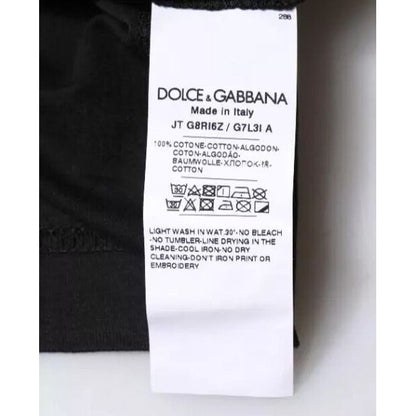 286
DOLCE & GABBANA
Made in Italy
JT G8RI6Z / G7L3I A
100% COTONE-COTTON-ALGODON-
COTON-ALGODÃO-
BAUMWOLLE-ХЛОПОК-棉-
COTTON
LIGHT WASH IN WAT.30°-NO BLEACH
-NO TUMBLER-LINE DRYING IN THE
SHADE-COOL IRON-NO DRY
CLEANING-DON'T IRON PRINT OR
EMBROIDERY